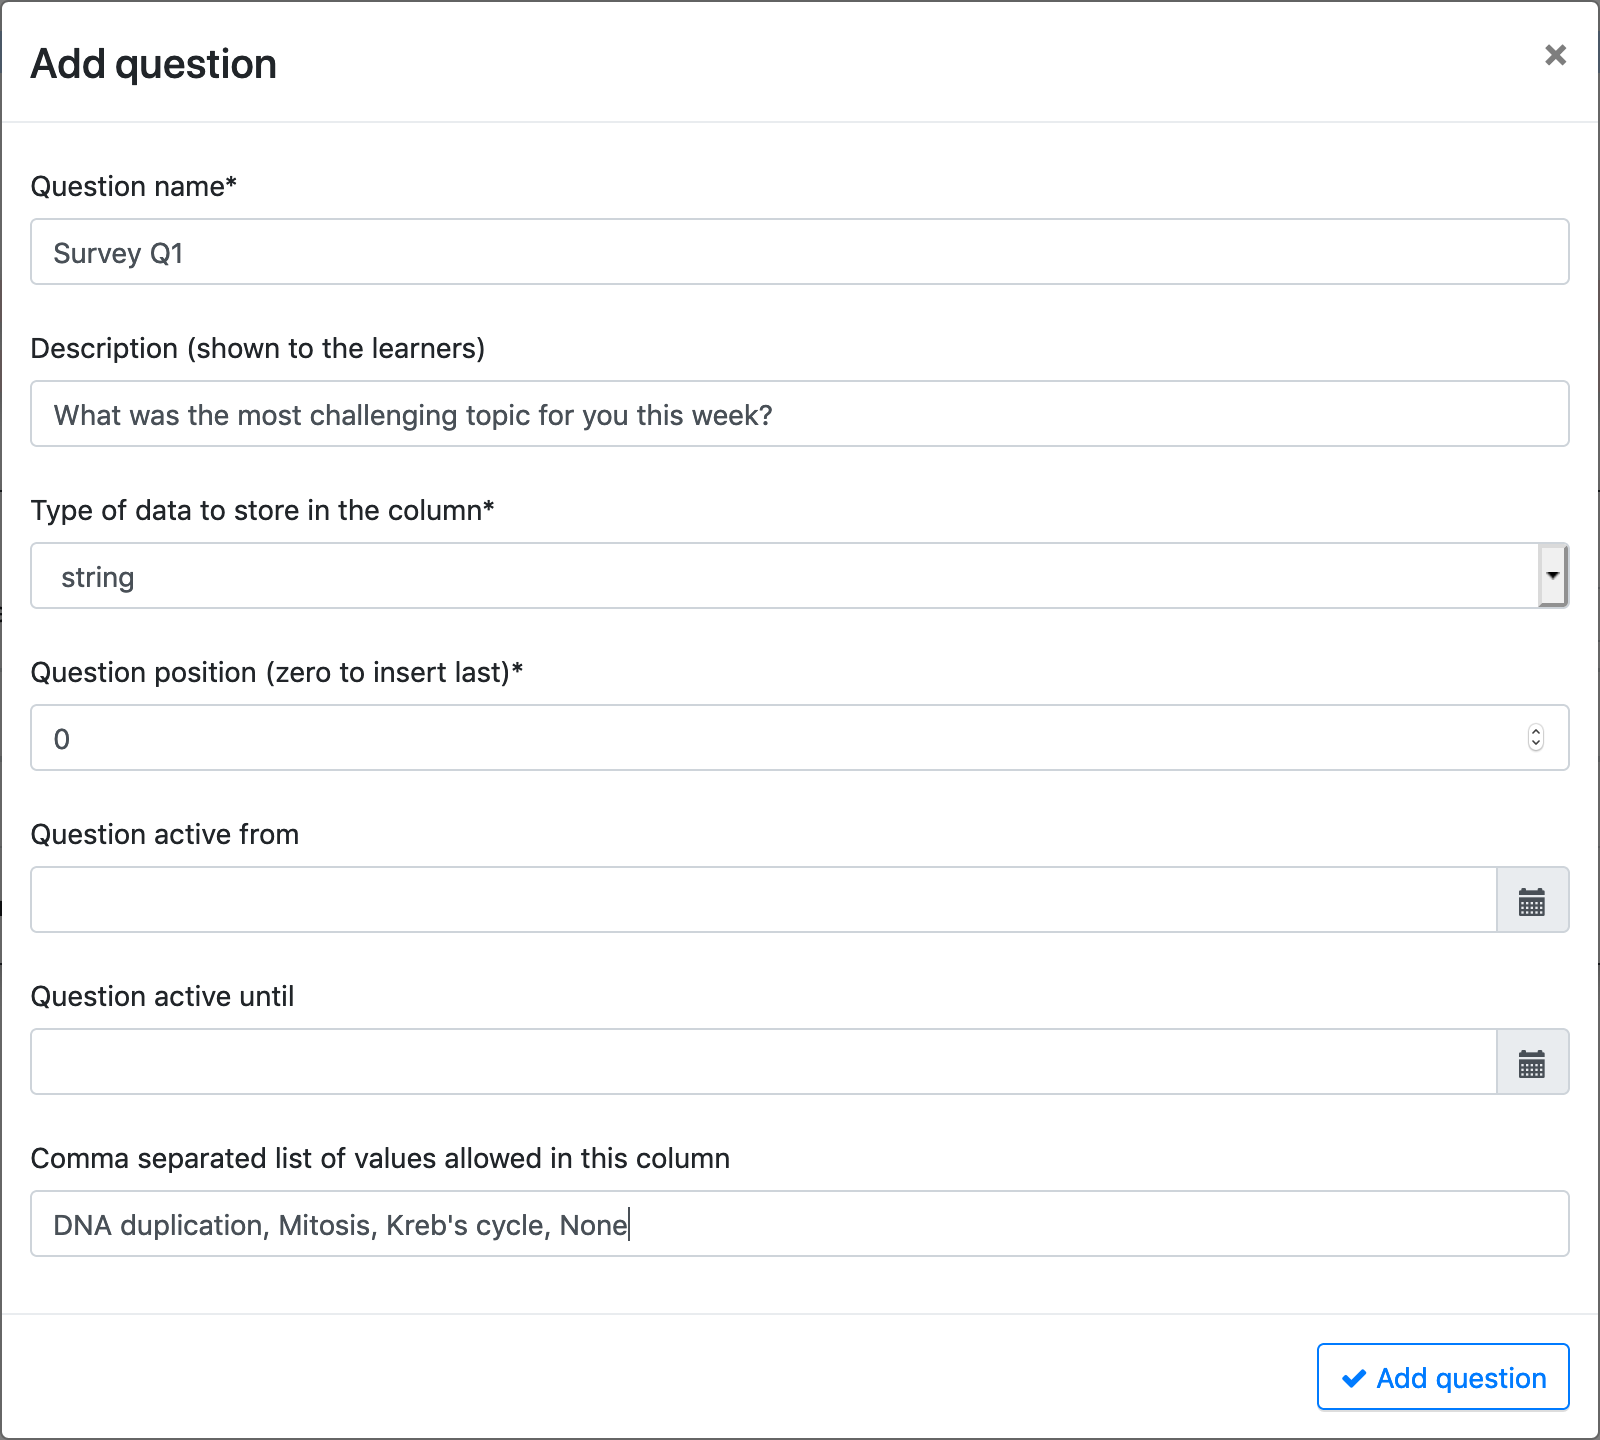 Add question
Question name*
Survey Q1
Description (shown to the learners)
What was the most challenging topic for you this week?
Type of data to store in the column*
string
Question position (zero to insert last)*
0
Question active from
Question active until
Comma separated list of values allowed in this column
DNA duplication, Mitosis, Kreb's cycle, None
Add question